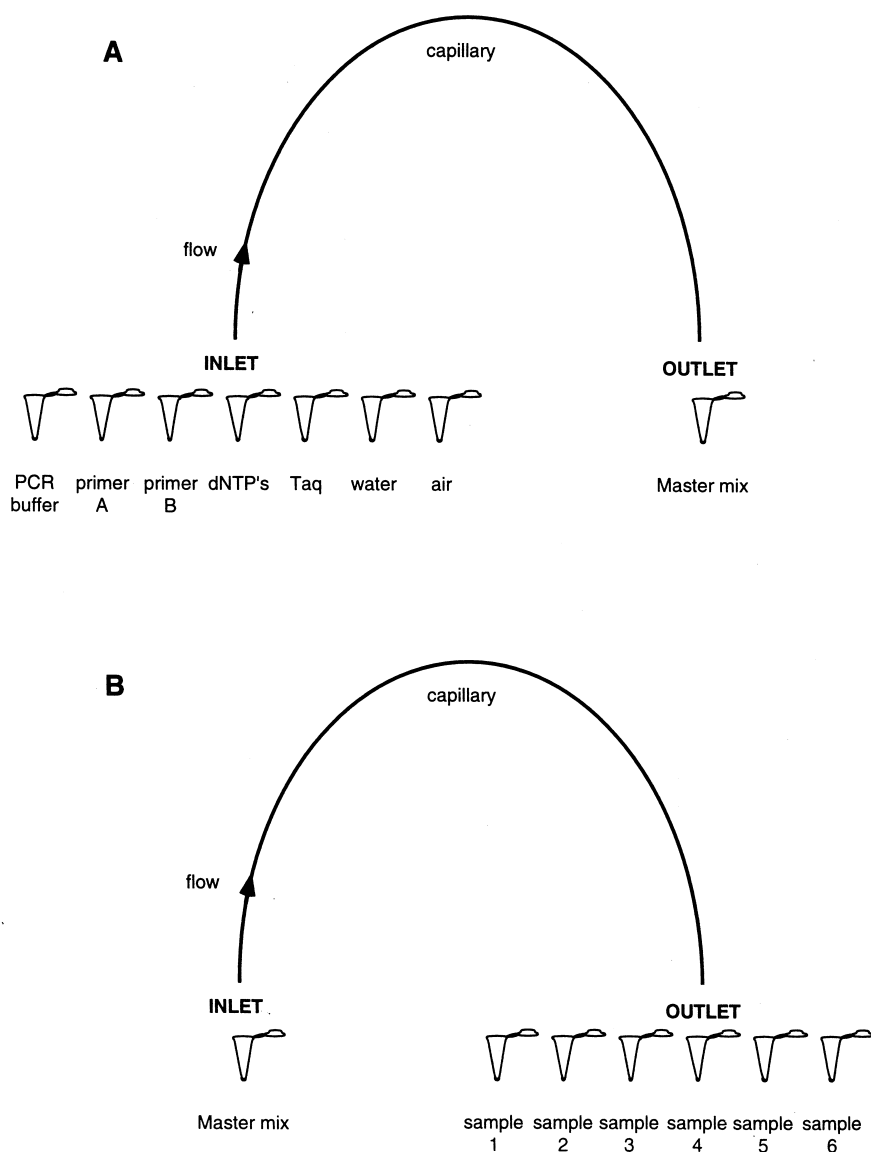 A
capillary
flow
INLET
OUTLET
PCR buffer
primer A
primer B
dNTP's
Taq
water
air
Master mix
B
capillary
flow
INLET
OUTLET
Master mix
sample 1
sample 2
sample 3
sample 4
sample 5
sample 6